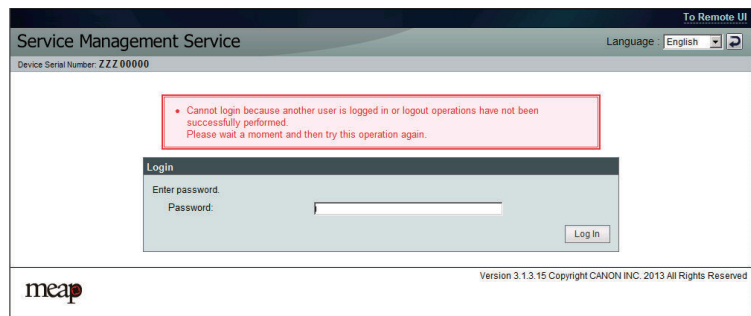 To Remote UI
Service Management Service
Language : English
Device Serial Number: ZZZ 00000
• Cannot login because another user is logged in or logout operations have not been
successfully performed.
Please wait a moment and then try this operation again.
Login
Enter password.
Password:
Log In
Version 3.1.3.15 Copyright CANON INC. 2013 All Rights Reserved
meap